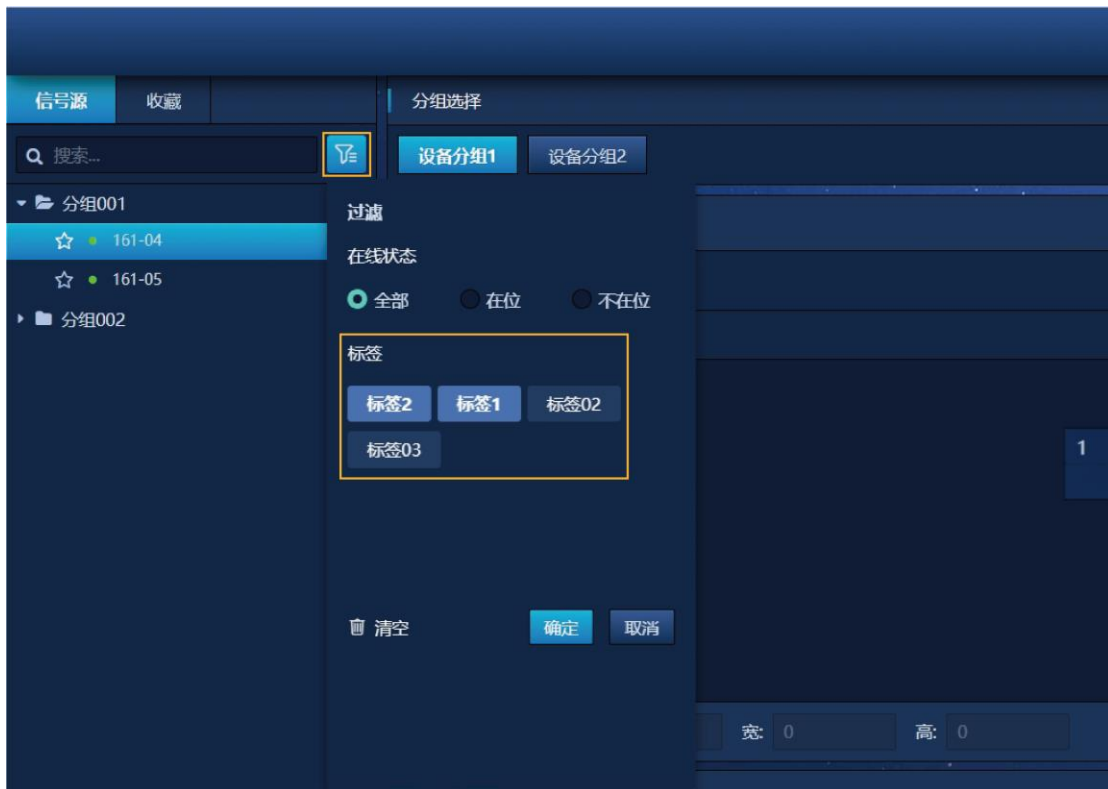 信号源 收藏
分组选择
搜索...
设备分组1 设备分组2
分组001
161-04
161-05
分组002
过滤
在线状态
全部 在位 不在位
标签
标签2 标签1 标签02
标签03
1
清空 确定 取消
宽: 0 高: 0